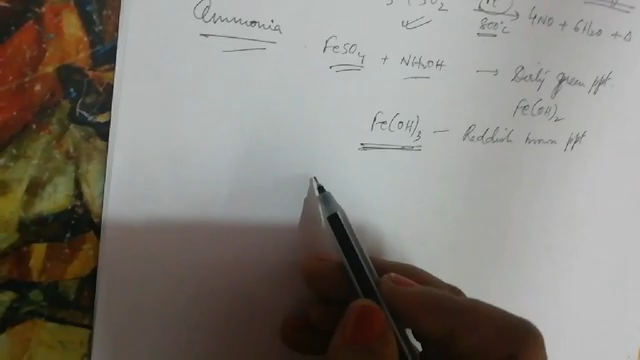 Ammonia
800°C 4NO + 6H₂O + Δ
FeSO₄ + NH₄OH → Dirty green ppt.
Fe(OH)₂
Fe(OH)₃ — Reddish brown ppt